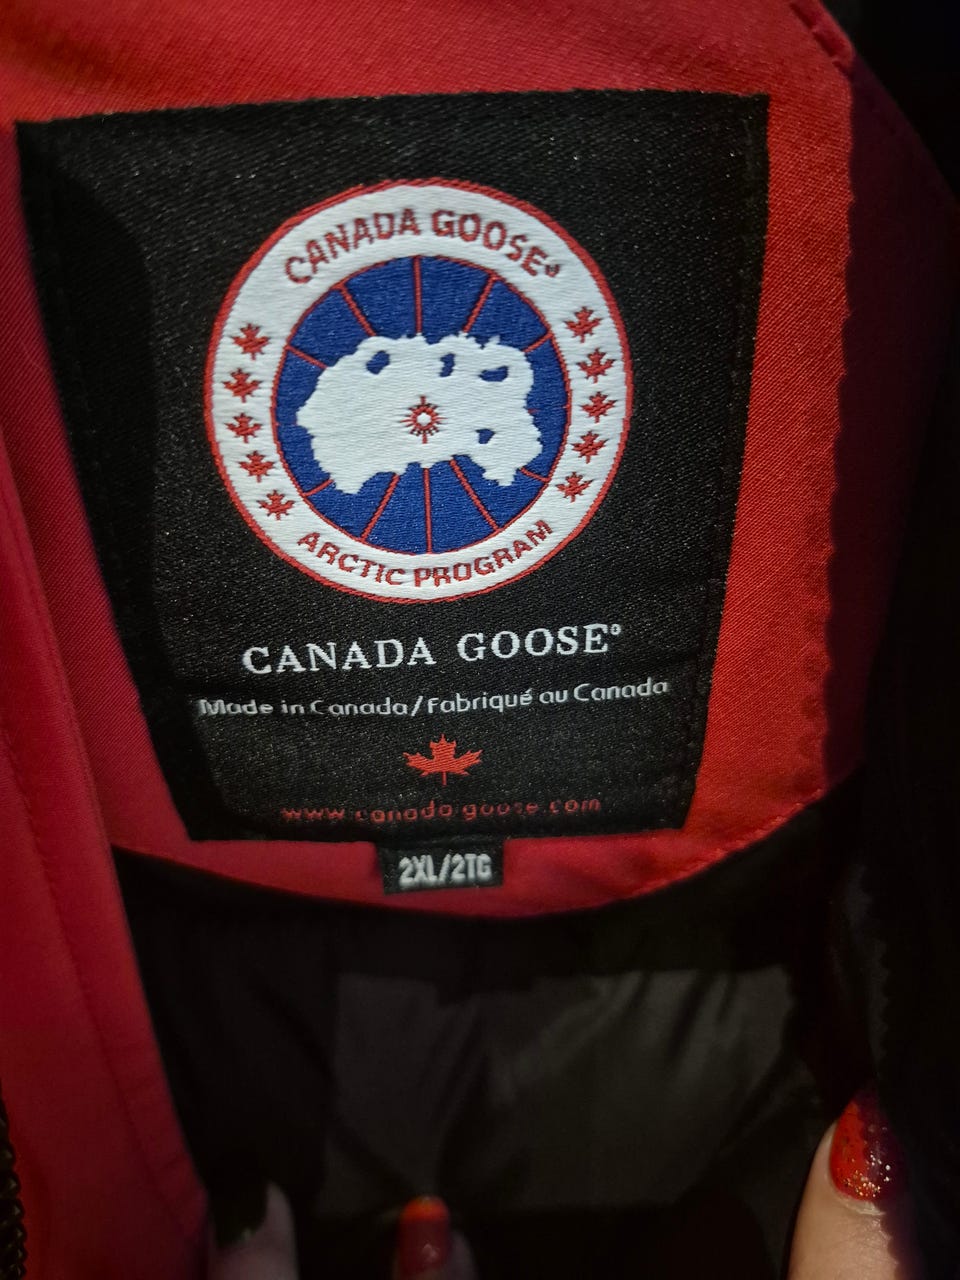 CANADA GOOSE®
ARCTIC PROGRAM
CANADA GOOSE®
Made in Canada/Fabriqué au Canada
www.canada goose.com
2XL/2TG